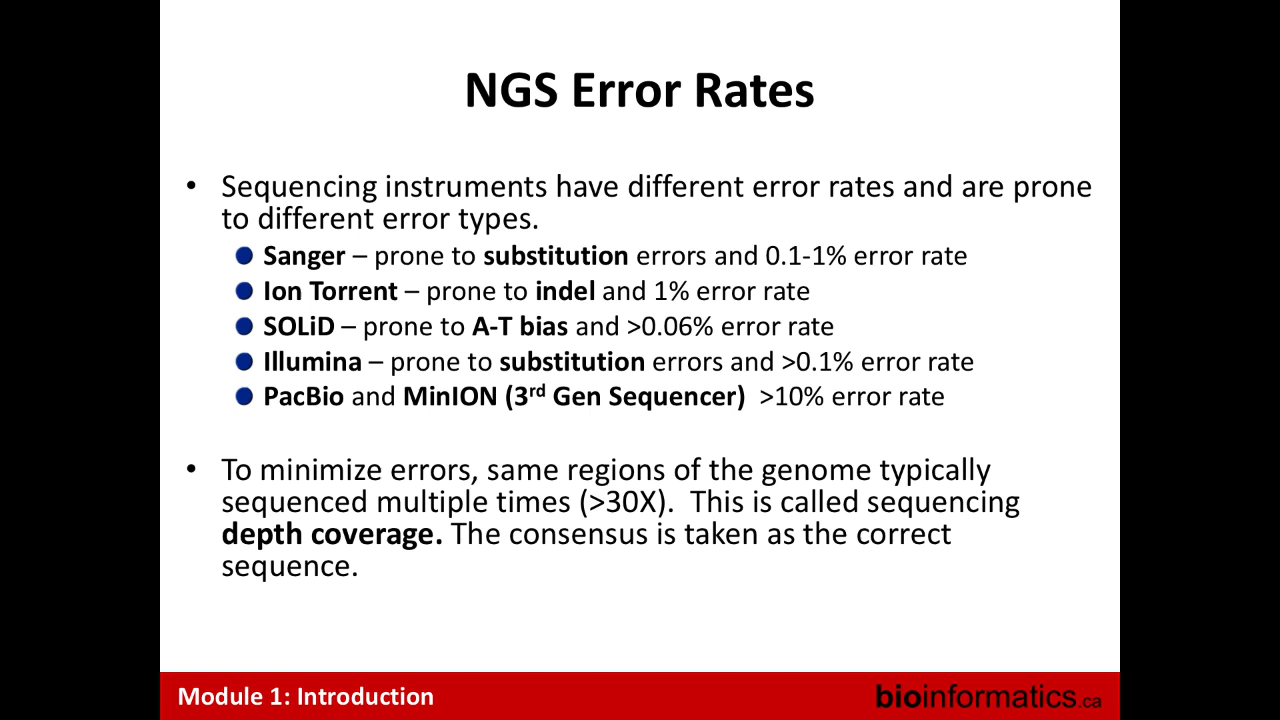 NGS Error Rates
• Sequencing instruments have different error rates and are prone
to different error types.
Sanger – prone to substitution errors and 0.1-1% error rate
Ion Torrent – prone to indel and 1% error rate
SOLiD – prone to A-T bias and >0.06% error rate
Illumina – prone to substitution errors and >0.1% error rate
PacBio and MinION (3rd Gen Sequencer) >10% error rate
• To minimize errors, same regions of the genome typically
sequenced multiple times (>30X). This is called sequencing
depth coverage. The consensus is taken as the correct
sequence.
Module 1: Introduction
bioinformatics.ca